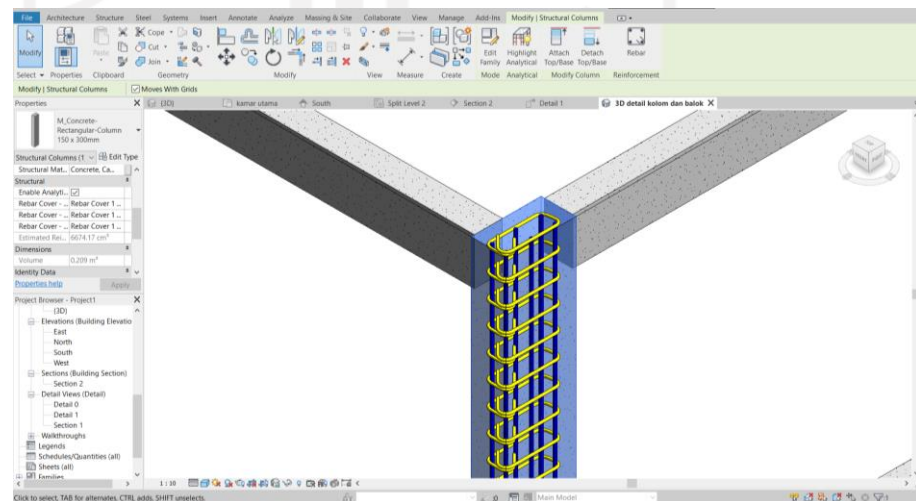 File Architecture Structure Steel Systems Insert Annotate Analyze Massing & Site Collaborate View Manage Add-Ins Modify | Structural Columns
Modify Paste Cope Cut Join Edit Family Highlight Analytical Attach Top/Base Detach Top/Base Rebar
Select Properties Clipboard Geometry Modify View Measure Create Mode Analytical Modify Column Reinforcement
Modify | Structural Columns Moves With Grids
Properties X {3D} kamar utama South Split Level 2 Section 2 Detail 1 3D detail kolom dan balok X
M_Concrete-
Rectangular-Column
150 x 300mm
Structural Columns (1 Edit Type
Structural Mat... Concrete, Ca...
Structural
Enable Analyti...
Rebar Cover - ... Rebar Cover 1 ...
Rebar Cover - ... Rebar Cover 1 ...
Rebar Cover - ... Rebar Cover 1 ...
Estimated Rei... 6674.17 cm³
Dimensions
Volume 0.209 m³
Identity Data
Properties help Apply
Project Browser - Project1 X
{3D}
Elevations (Building Elevatio
East
North
South
West
Sections (Building Section)
Section 2
Detail Views (Detail)
Detail 0
Detail 1
Section 1
Walkthroughs
Legends
Schedules/Quantities (all)
Sheets (all)
Families
1 : 10
Click to select, TAB for alternates, CTRL adds, SHIFT unselects. :0 Main Model :1